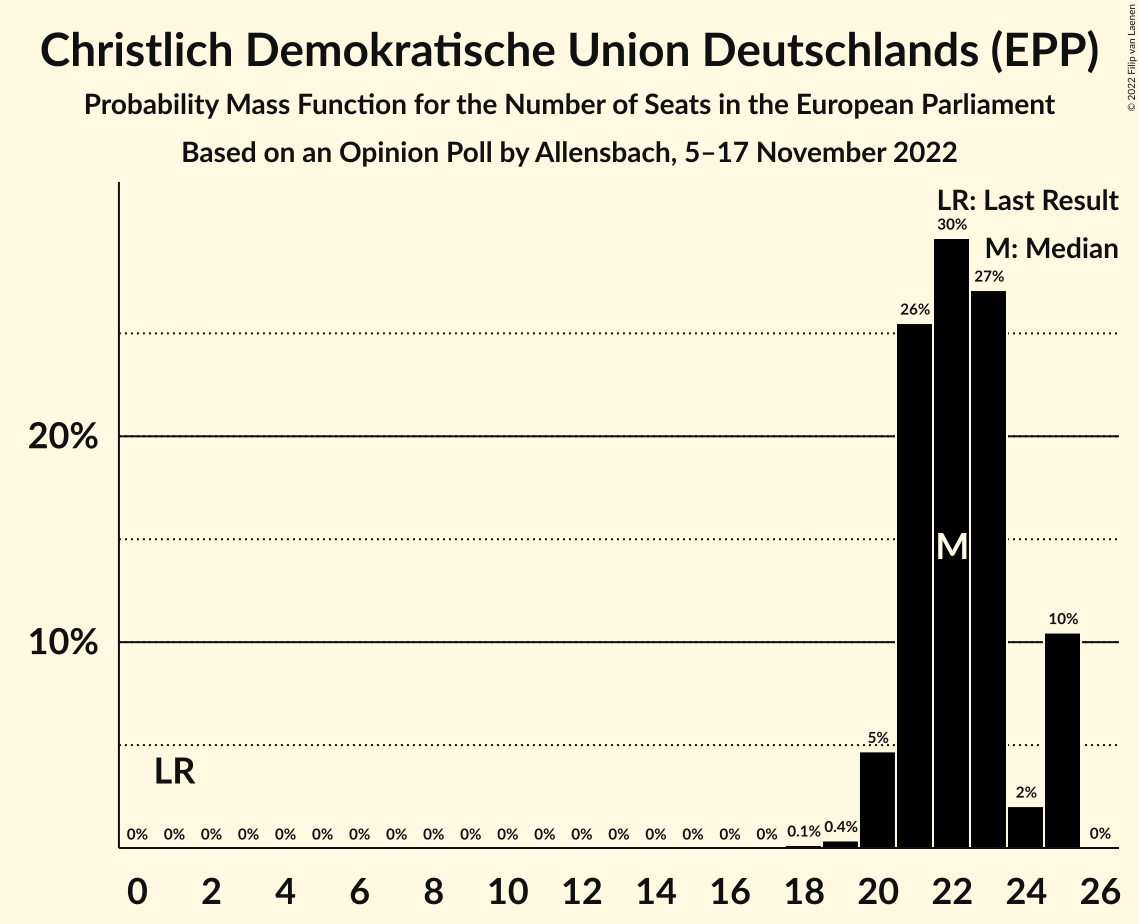 Christlich Demokratische Union Deutschlands (EPP)
Probability Mass Function for the Number of Seats in the European Parliament
Based on an Opinion Poll by Allensbach, 5–17 November 2022
© 2022 Filip van Laenen
LR: Last Result
M: Median
20%
10%
LR
M
0% 0% 0% 0% 0% 0% 0% 0% 0% 0% 0% 0% 0% 0% 0% 0% 0% 0% 0.1% 0.4% 5% 26% 30% 27% 2% 10% 0%
0 2 4 6 8 10 12 14 16 18 20 22 24 26